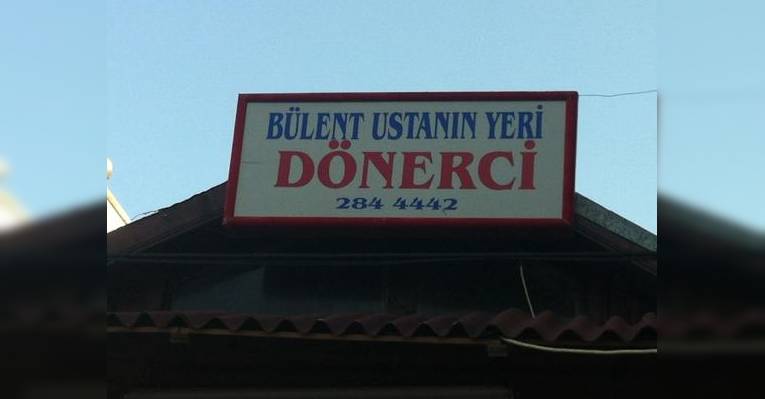 BÜLENT USTANIN YERİ
DÖNERCİ
284 4442